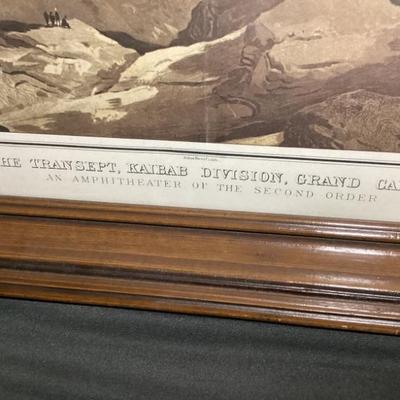 HE TRANSEPT, KAIBAB DIVISION, GRAND CA
AN AMPHITHEATER OF THE SECOND ORDER